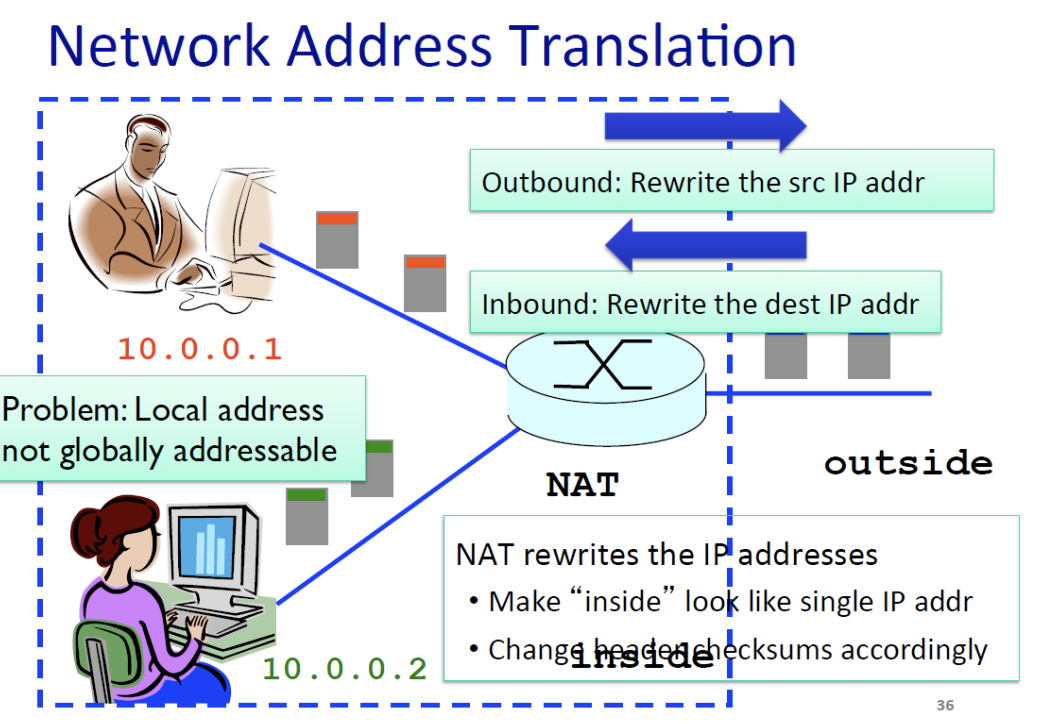 Network Address Translation
Outbound: Rewrite the src IP addr
Inbound: Rewrite the dest IP addr
10.0.0.1
Problem: Local address
not globally addressable
NAT
outside
NAT rewrites the IP addresses
• Make “inside” look like single IP addr
• Change header checksums accordingly
inside
10.0.0.2
36